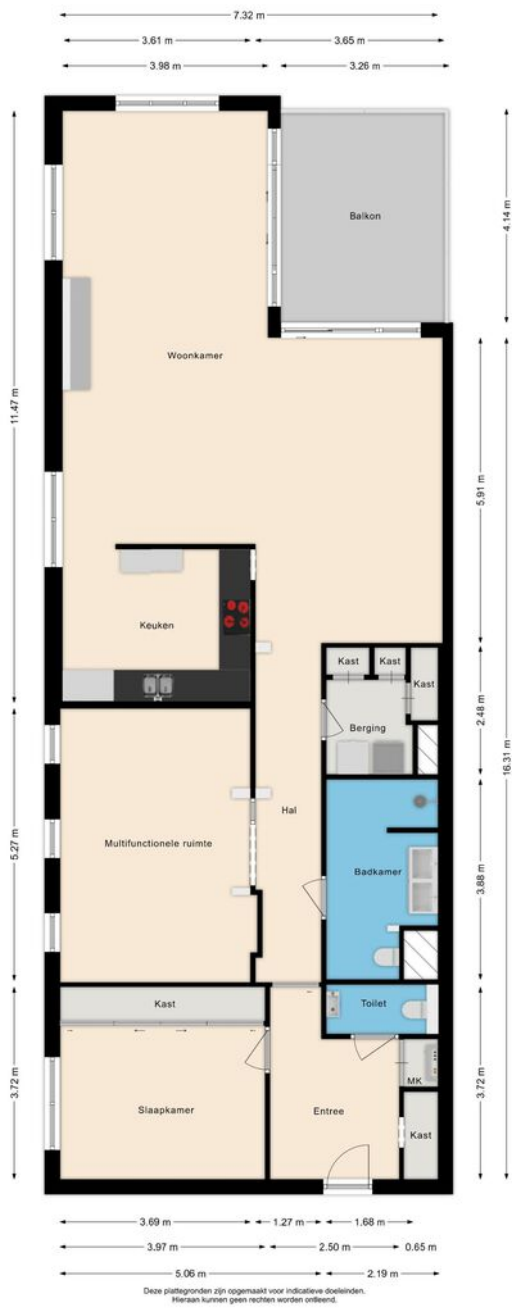 7.32 m
3.61 m 3.65 m
3.98 m 3.26 m
Balkon
4.14 m
Woonkamer
11.47 m
5.91 m
Keuken
Kast Kast
Kast
Berging
2.48 m
16.31 m
Hal
Multifunctionele ruimte
5.27 m
Badkamer
3.88 m
Kast
Toilet
MK
Slaapkamer
Entree
Kast
3.72 m
3.72 m
3.69 m 1.27 m 1.68 m
3.97 m 2.50 m 0.65 m
5.06 m 2.19 m
Deze plattegronden zijn opgemaakt voor indicatieve doeleinden.
Hieraan kunnen geen rechten worden ontleend.